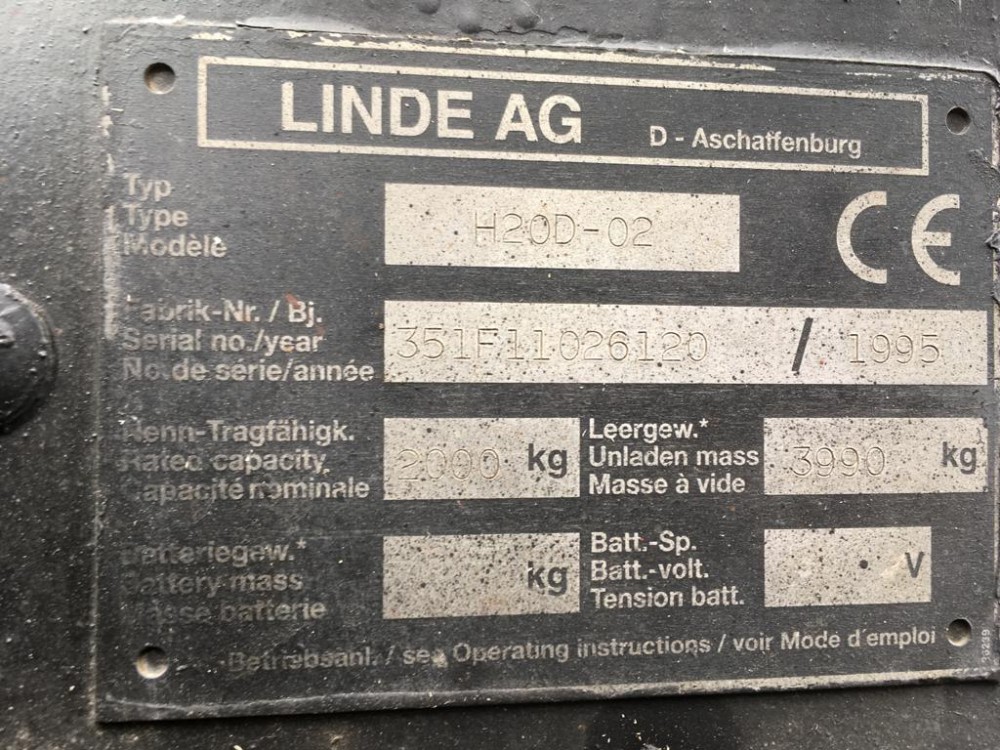 LINDE AG D - Aschaffenburg
Typ
Type
Modèle
H20D-02
CE
Fabrik-Nr. / Bj.
Serial no./year
No. de série/année
351F11026120 / 1995
Nenn-Tragfähigk.
Rated capacity
Capacité nominale
2000 kg
Leergew.*
Unladen mass
Masse à vide
3990 kg
Batteriegew.*
Battery mass
Masse batterie
kg
Batt.-Sp.
Batt.-volt.
Tension batt.
V
Betriebsanl. / see Operating instructions / voir Mode d'emploi